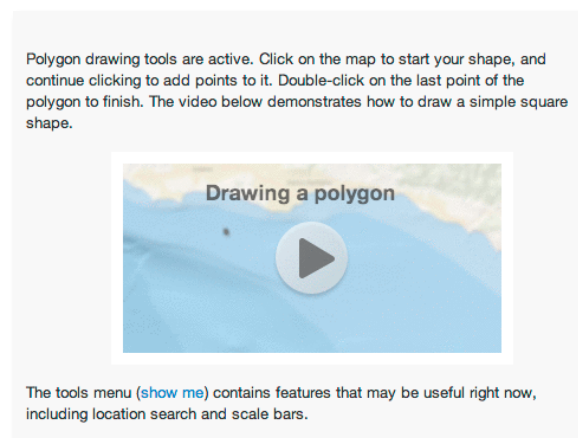 Polygon drawing tools are active. Click on the map to start your shape, and
continue clicking to add points to it. Double-click on the last point of the
polygon to finish. The video below demonstrates how to draw a simple square
shape.
Drawing a polygon
The tools menu (show me) contains features that may be useful right now,
including location search and scale bars.